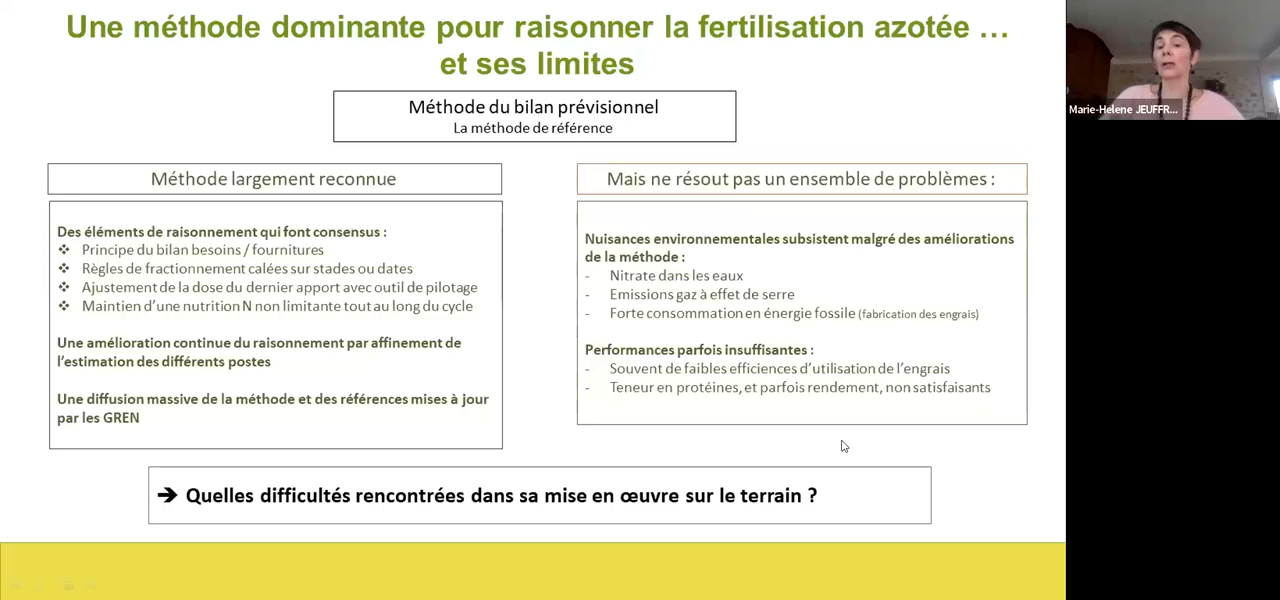 Une méthode dominante pour raisonner la fertilisation azotée …
et ses limites
Méthode du bilan prévisionnel
La méthode de référence
Méthode largement reconnue
Des éléments de raisonnement qui font consensus :
❖ Principe du bilan besoins / fournitures
❖ Règles de fractionnement calées sur stades ou dates
❖ Ajustement de la dose du dernier apport avec outil de pilotage
❖ Maintien d'une nutrition N non limitante tout au long du cycle
Une amélioration continue du raisonnement par affinement de
l'estimation des différents postes
Une diffusion massive de la méthode et des références mises à jour
par les GREN
Mais ne résout pas un ensemble de problèmes :
Nuisances environnementales subsistent malgré des améliorations
de la méthode :
- Nitrate dans les eaux
- Emissions gaz à effet de serre
- Forte consommation en énergie fossile (fabrication des engrais)
Performances parfois insuffisantes :
- Souvent de faibles efficiences d'utilisation de l'engrais
- Teneur en protéines, et parfois rendement, non satisfaisants
➔ Quelles difficultés rencontrées dans sa mise en œuvre sur le terrain ?
Marie-Helene JEUFFR...